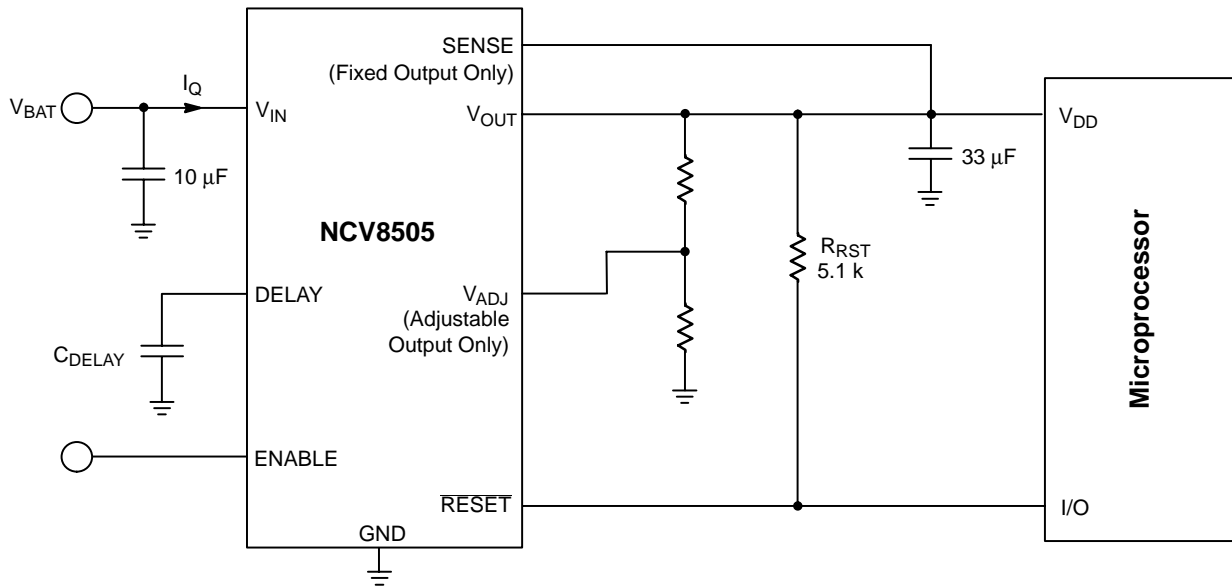 SENSE
(Fixed Output Only)
I_Q
V_BAT
V_IN
V_OUT
V_DD
10 μF
33 μF
NCV8505
R_RST
5.1 k
DELAY
V_ADJ
(Adjustable
Output Only)
C_DELAY
Microprocessor
ENABLE
RESET
I/O
GND